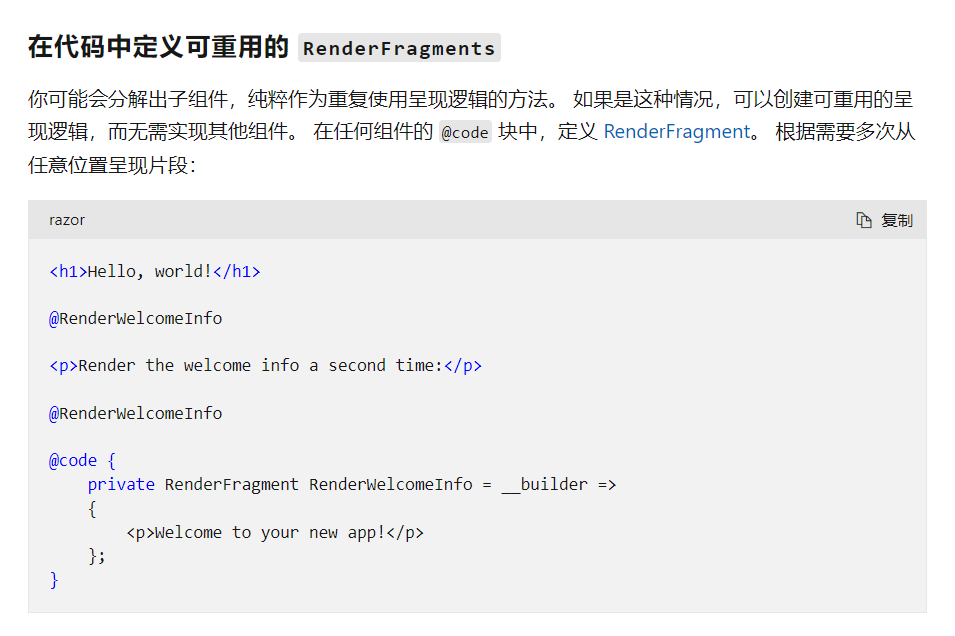 在代码中定义可重用的 RenderFragments
你可能会分解出子组件，纯粹作为重复使用呈现逻辑的方法。 如果是这种情况，可以创建可重用的呈
现逻辑，而无需实现其他组件。 在任何组件的 @code 块中，定义 RenderFragment。 根据需要多次从
任意位置呈现片段：
razor 复制
<h1>Hello, world!</h1>
@RenderWelcomeInfo
<p>Render the welcome info a second time:</p>
@RenderWelcomeInfo
@code {
    private RenderFragment RenderWelcomeInfo = __builder =>
    {
        <p>Welcome to your new app!</p>
    };
}